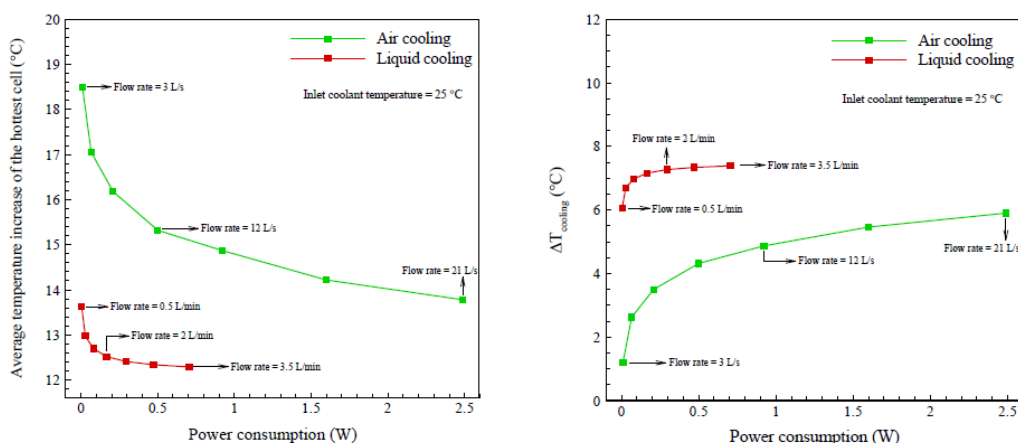 Average temperature increase of the hottest cell (°C)
20
19
18
17
16
15
14
13
12
Air cooling
Liquid cooling
Inlet coolant temperature = 25 °C
Flow rate = 3 L/s
Flow rate = 12 L/s
Flow rate = 21 L/s
Flow rate = 0.5 L/min
Flow rate = 2 L/min
Flow rate = 3.5 L/min
0 0.5 1 1.5 2 2.5
Power consumption (W)
ΔTcooling (°C)
12
10
8
6
4
2
0
Air cooling
Liquid cooling
Inlet coolant temperature = 25 °C
Flow rate = 2 L/min
Flow rate = 3.5 L/min
Flow rate = 0.5 L/min
Flow rate = 21 L/s
Flow rate = 12 L/s
Flow rate = 3 L/s
0 0.5 1 1.5 2 2.5
Power consumption (W)